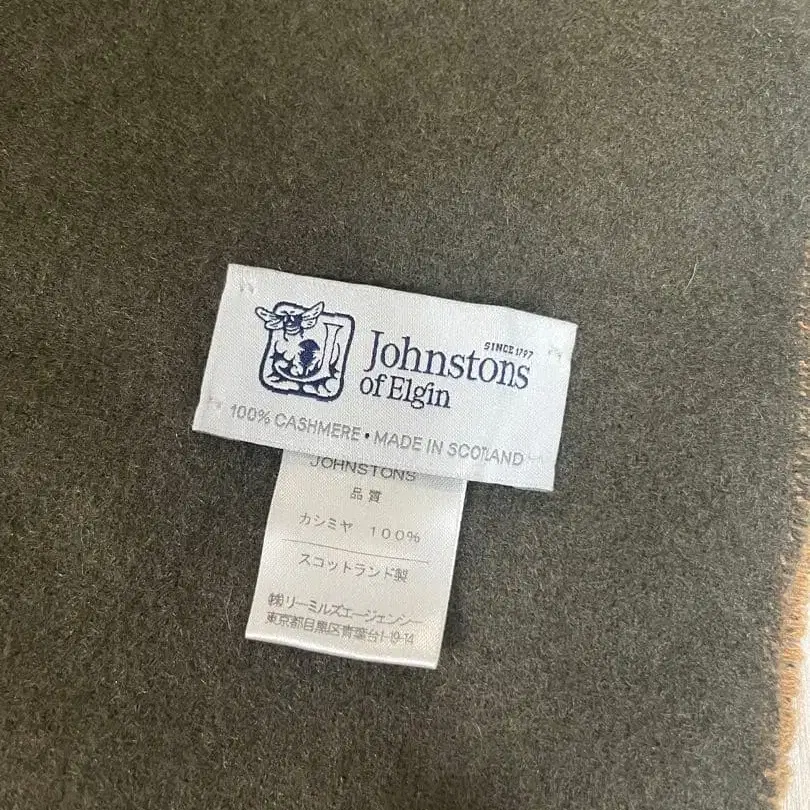 SINCE 1797
Johnstons
of Elgin
100% CASHMERE • MADE IN SCOTLAND
JOHNSTONS
品質
カシミヤ 100%
スコットランド製
㈱リーミルズエージェンシー
東京都目黒区青葉台1-19-14